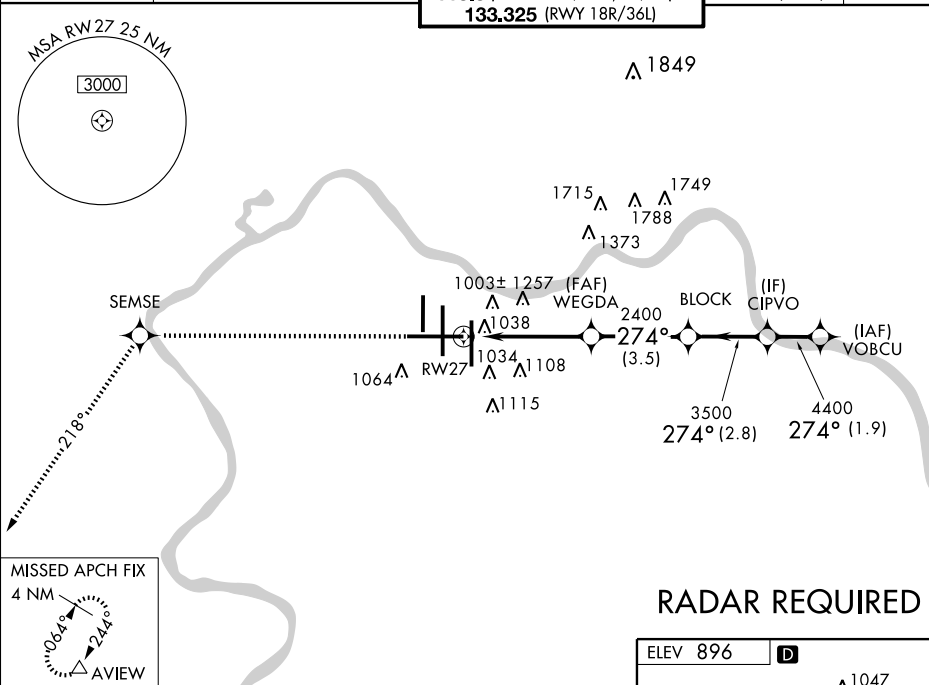 133.325 (RWY 18R/36L)
MSA RW27 25 NM
3000
1849
1715
1749
1788
1373
SEMSE
1003±
1257
(FAF)
WEGDA
2400
274°
(3.5)
BLOCK
(IF)
CIPVO
(IAF)
VOBCU
1038
1064
RW27
1034
1108
1115
3500
274° (2.8)
4400
274° (1.9)
218°
MISSED APCH FIX
4 NM
064°
244°
AVIEW
RADAR REQUIRED
ELEV 896
D
1047